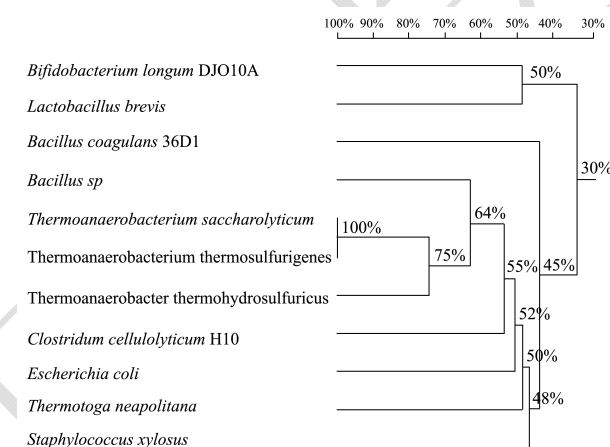 100% 90% 80% 70% 60% 50% 40% 30%
Bifidobacterium longum DJO10A
50%
Lactobacillus brevis
Bacillus coagulans 36D1
30%
Bacillus sp
64%
Thermoanaerobacterium saccharolyticum
100%
Thermoanaerobacterium thermosulfurigenes
75%
55% 45%
Thermoanaerobacter thermohydrosulfuricus
52%
Clostridum cellulolyticum H10
50%
Escherichia coli
48%
Thermotoga neapolitana
Staphylococcus xylosus